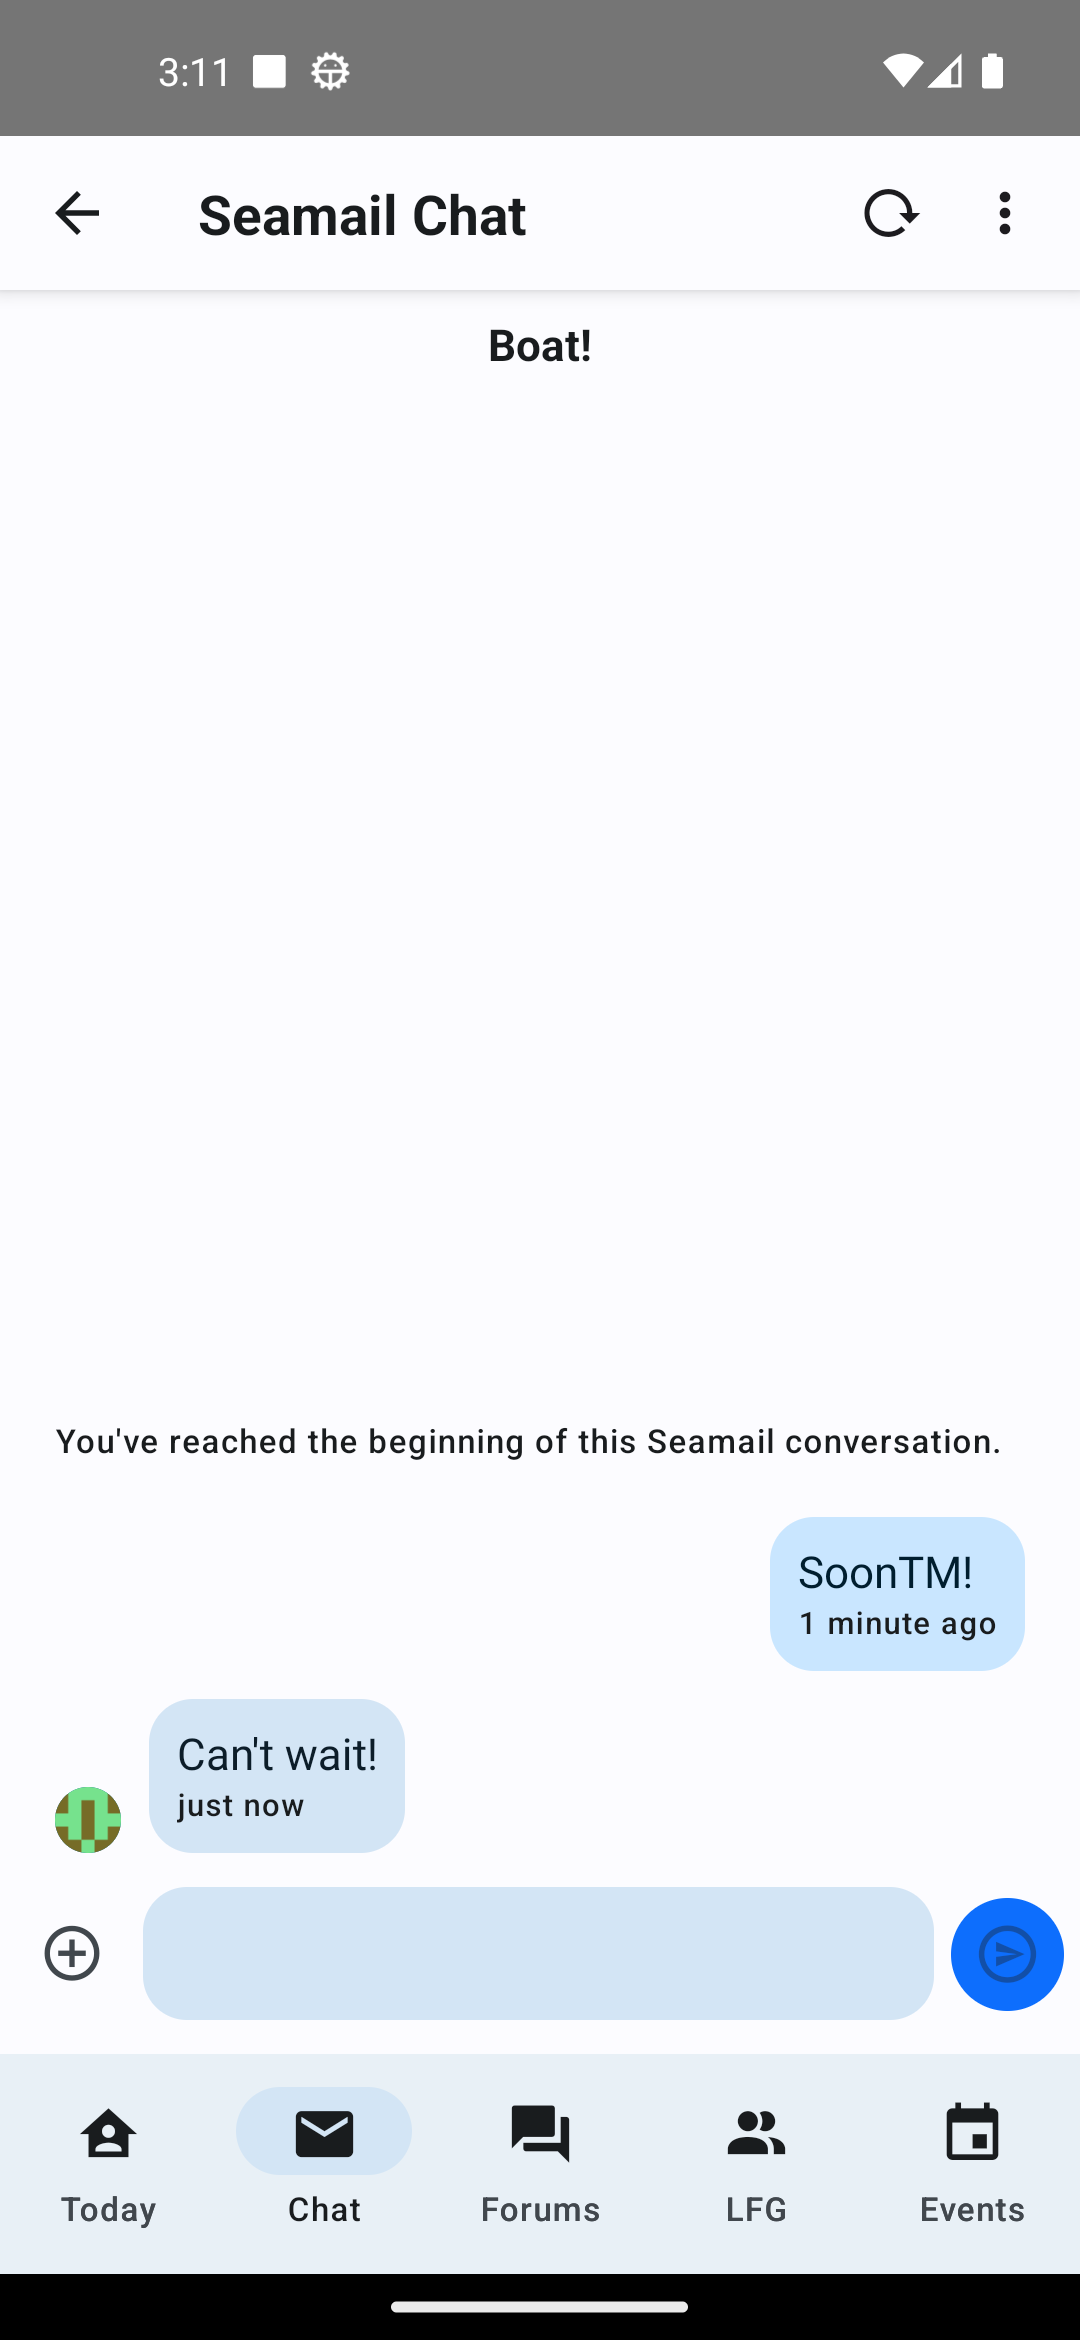 3:11
Seamail Chat
Boat!
You've reached the beginning of this Seamail conversation.
SoonTM!
1 minute ago
Can't wait!
just now
Today
Chat
Forums
LFG
Events